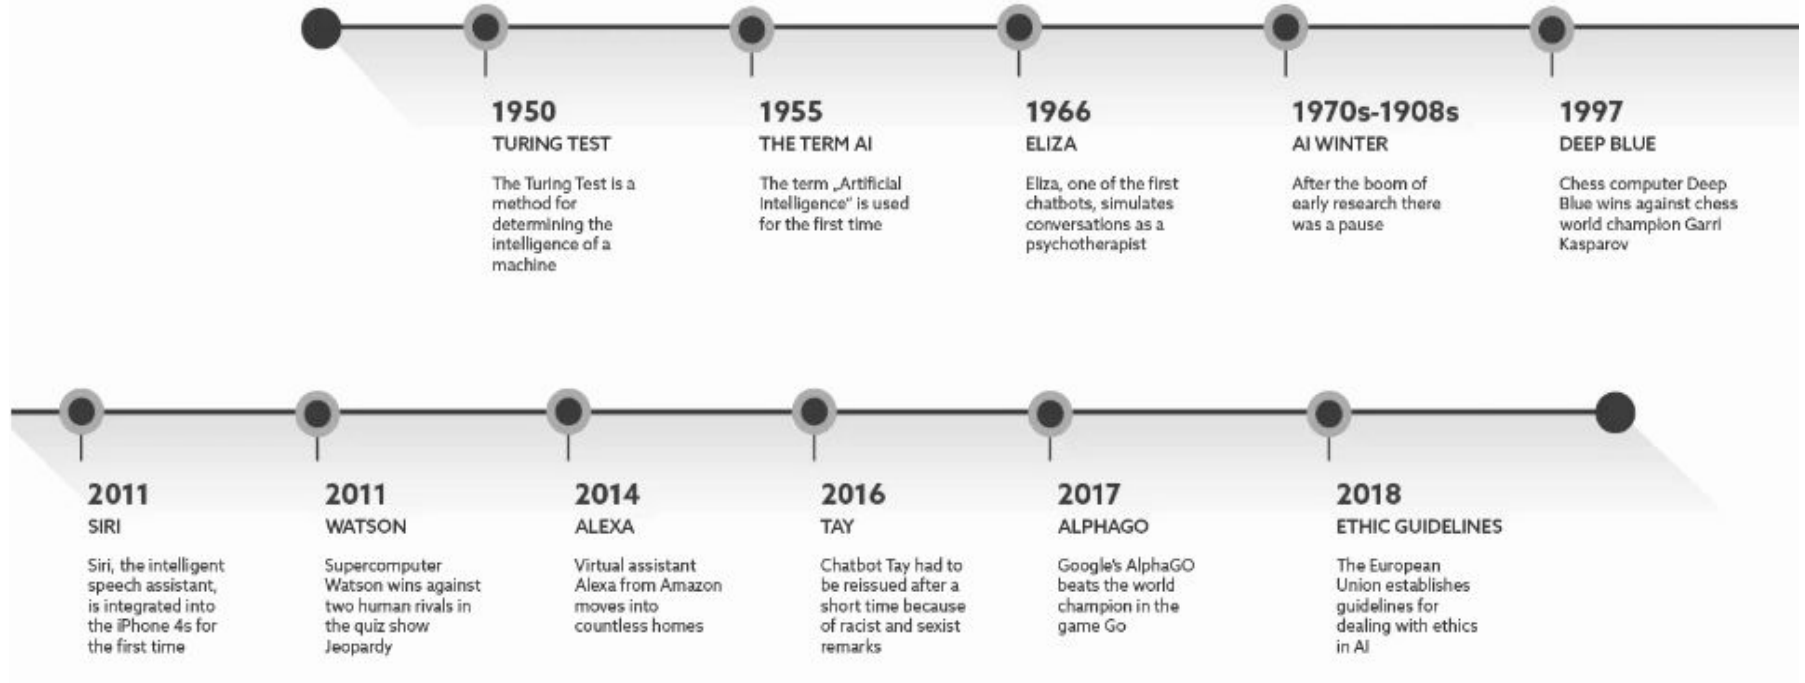 1950
TURING TEST
The Turing Test is a
method for
determining the
intelligence of a
machine
1955
THE TERM AI
The term „Artificial
Intelligence“ is used
for the first time
1966
ELIZA
Eliza, one of the first
chatbots, simulates
conversations as a
psychotherapist
1970s-1908s
AI WINTER
After the boom of
early research there
was a pause
1997
DEEP BLUE
Chess computer Deep
Blue wins against chess
world champion Garri
Kasparov
2011
SIRI
Siri, the intelligent
speech assistant,
is integrated into
the iPhone 4s for
the first time
2011
WATSON
Supercomputer
Watson wins against
two human rivals in
the quiz show
Jeopardy
2014
ALEXA
Virtual assistant
Alexa from Amazon
moves into
countless homes
2016
TAY
Chatbot Tay had to
be reissued after a
short time because
of racist and sexist
remarks
2017
ALPHAGO
Google's AlphaGO
beats the world
champion in the
game Go
2018
ETHIC GUIDELINES
The European
Union establishes
guidelines for
dealing with ethics
in AI